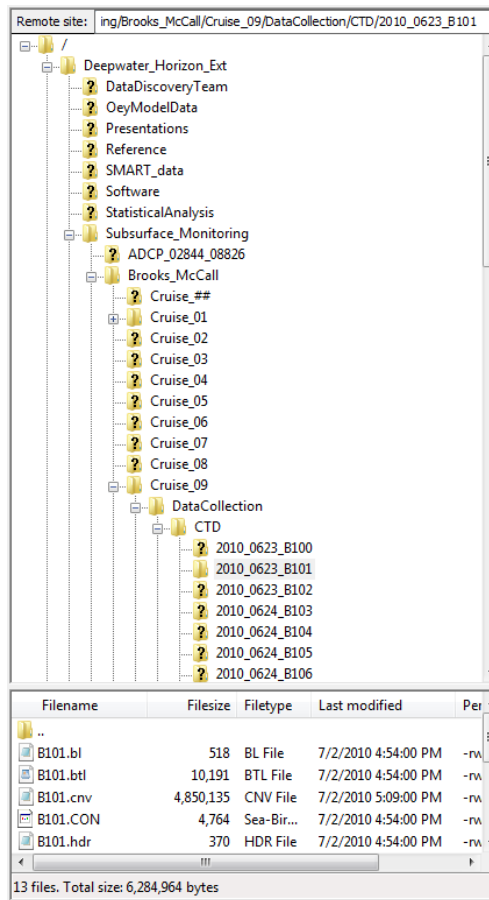 Remote site: ing/Brooks_McCall/Cruise_09/DataCollection/CTD/2010_0623_B101
/
Deepwater_Horizon_Ext
? DataDiscoveryTeam
? OeyModelData
? Presentations
? Reference
? SMART_data
? Software
? StatisticalAnalysis
Subsurface_Monitoring
? ADCP_02844_08826
Brooks_McCall
? Cruise_##
Cruise_01
? Cruise_02
? Cruise_03
? Cruise_04
? Cruise_05
? Cruise_06
? Cruise_07
? Cruise_08
Cruise_09
DataCollection
CTD
? 2010_0623_B100
2010_0623_B101
? 2010_0623_B102
? 2010_0624_B103
? 2010_0624_B104
? 2010_0624_B105
? 2010_0624_B106
Filename Filesize Filetype Last modified Per
..
B101.bl 518 BL File 7/2/2010 4:54:00 PM -rw
B101.btl 10,191 BTL File 7/2/2010 4:54:00 PM -rw
B101.cnv 4,850,135 CNV File 7/2/2010 5:09:00 PM -rw
B101.CON 4,764 Sea-Bir... 7/2/2010 4:54:00 PM -rw
B101.hdr 370 HDR File 7/2/2010 4:54:00 PM -rw
13 files. Total size: 6,284,964 bytes